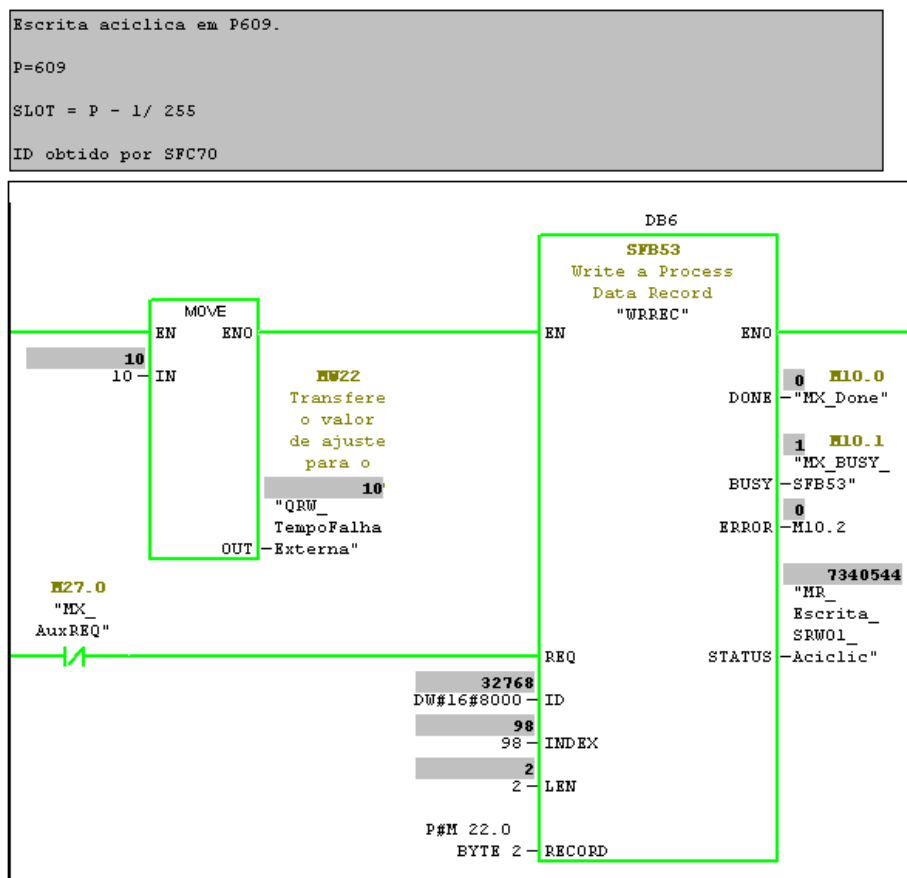 Escrita aciclica em P609.
P=609
SLOT = P - 1/ 255
ID obtido por SFC70
DB6
SFB53
Write a Process
Data Record
"WRREC"
MOVE
EN ENO
EN ENO
10
10 IN
MW22
Transfere
o valor
de ajuste
para o
10
"QRW_
TempoFalha
OUT Externa"
0 M10.0
DONE "MX_Done"
1 M10.1
"MX_BUSY_
BUSY SFB53"
0
ERROR M10.2
7340544
"MR_
Escrita_
SRW01_
STATUS Aciclic"
M27.0
"MX_
AuxREQ"
REQ
32768
DW#16#8000 ID
98
98 INDEX
2
2 LEN
P#M 22.0
BYTE 2 RECORD